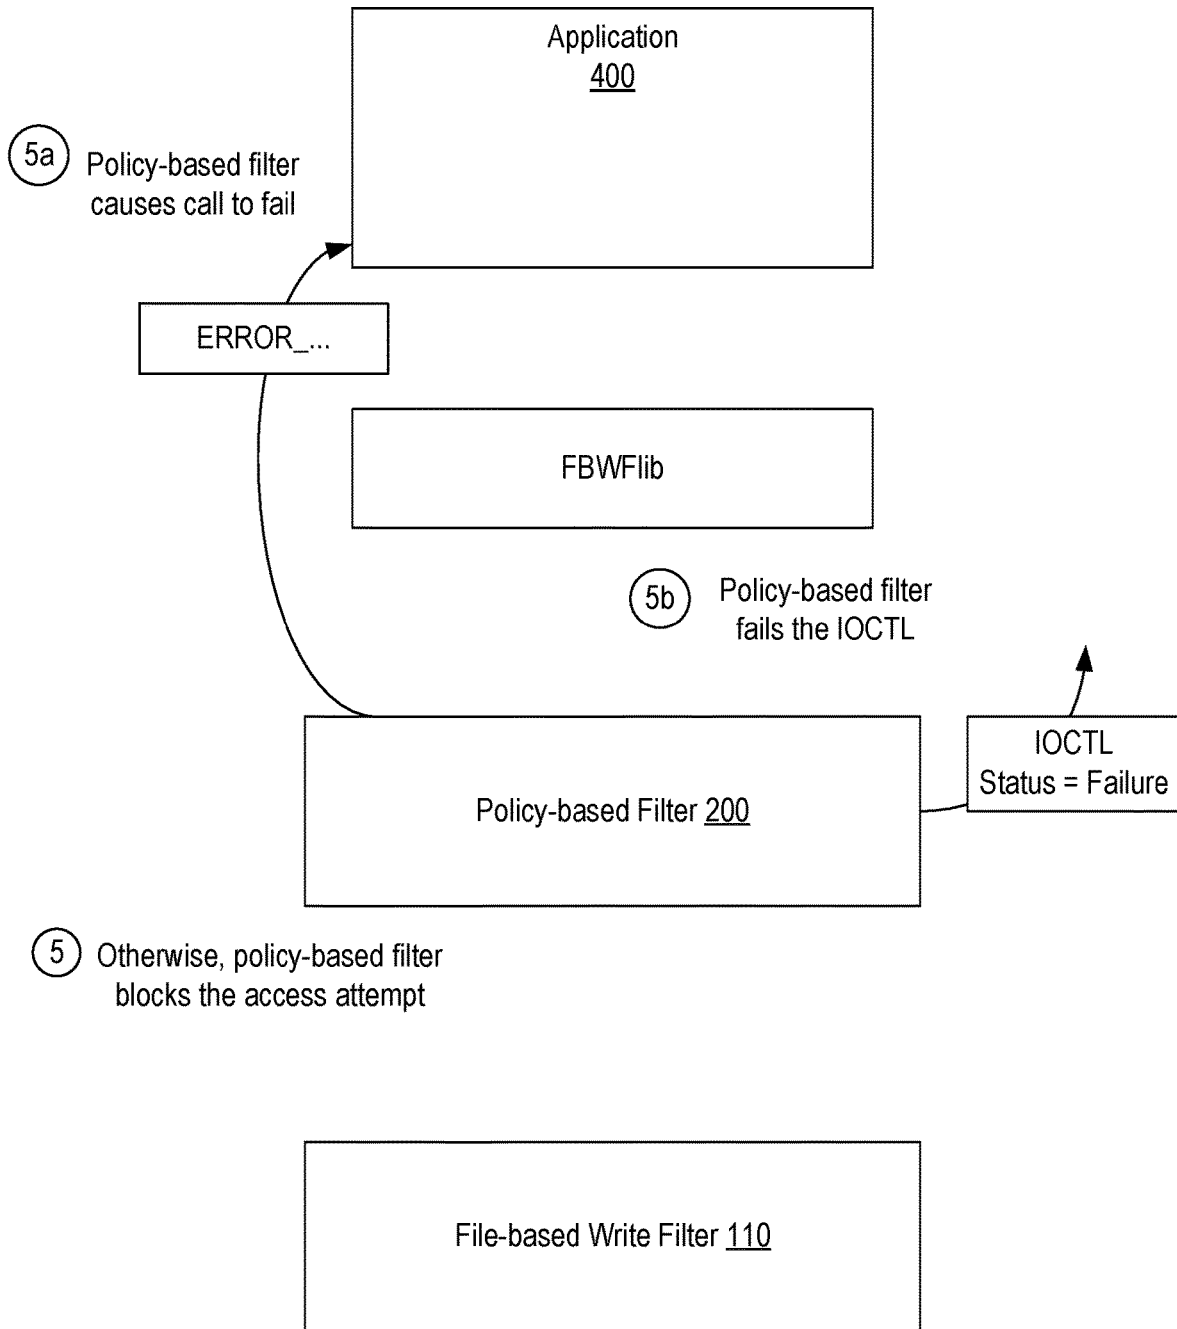 Application
400
5a
Policy-based filter
causes call to fail
ERROR_...
FBWFlib
5b
Policy-based filter
fails the IOCTL
IOCTL
Status = Failure
Policy-based Filter 200
5
Otherwise, policy-based filter
blocks the access attempt
File-based Write Filter 110